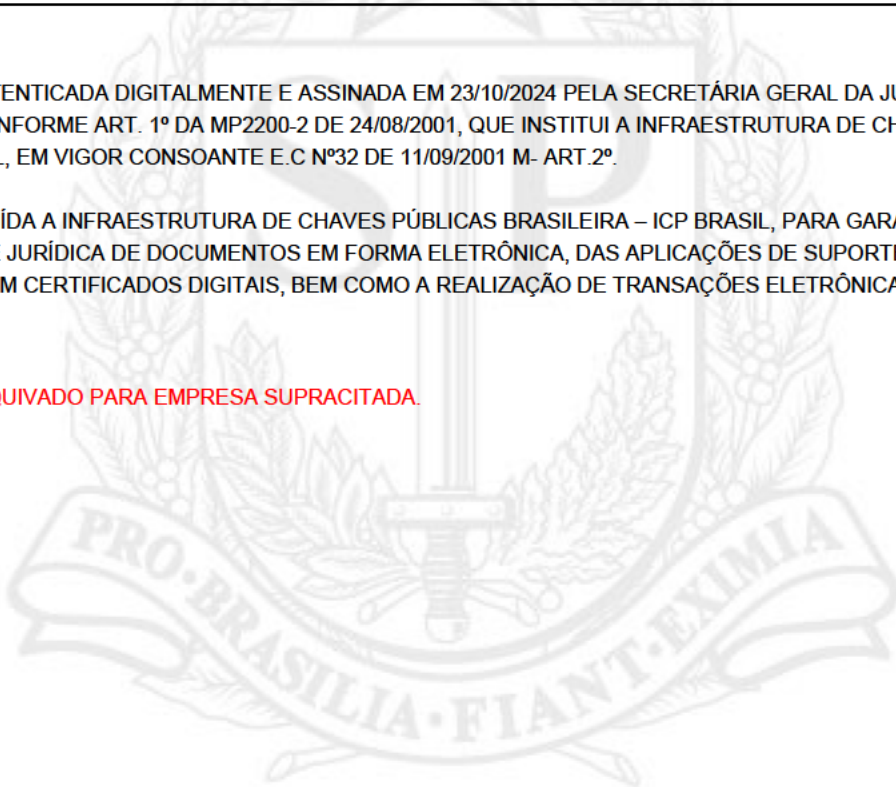 TENTICADA DIGITALMENTE E ASSINADA EM 23/10/2024 PELA SECRETÁRIA GERAL DA JU
NFORME ART. 1º DA MP2200-2 DE 24/08/2001, QUE INSTITUI A INFRAESTRUTURA DE CH
L, EM VIGOR CONSOANTE E.C Nº32 DE 11/09/2001 M- ART.2º.
ÍDA A INFRAESTRUTURA DE CHAVES PÚBLICAS BRASILEIRA – ICP BRASIL, PARA GARA
E JURÍDICA DE DOCUMENTOS EM FORMA ELETRÔNICA, DAS APLICAÇÕES DE SUPORTE
M CERTIFICADOS DIGITAIS, BEM COMO A REALIZAÇÃO DE TRANSAÇÕES ELETRÔNICA
QUIVADO PARA EMPRESA SUPRACITADA.
SP
PRO·BRASILIA·FIANT·EXIMIA